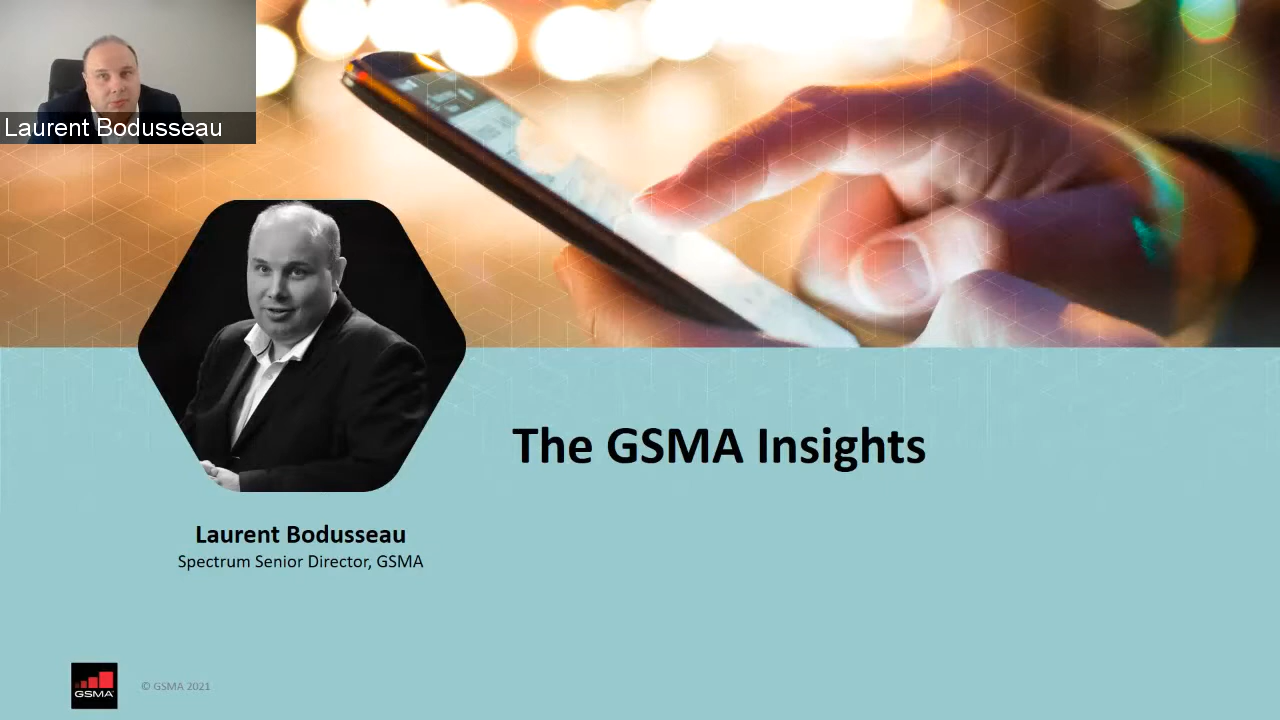 Laurent Bodusseau
The GSMA Insights
Laurent Bodusseau
Spectrum Senior Director, GSMA
GSMA
© GSMA 2021